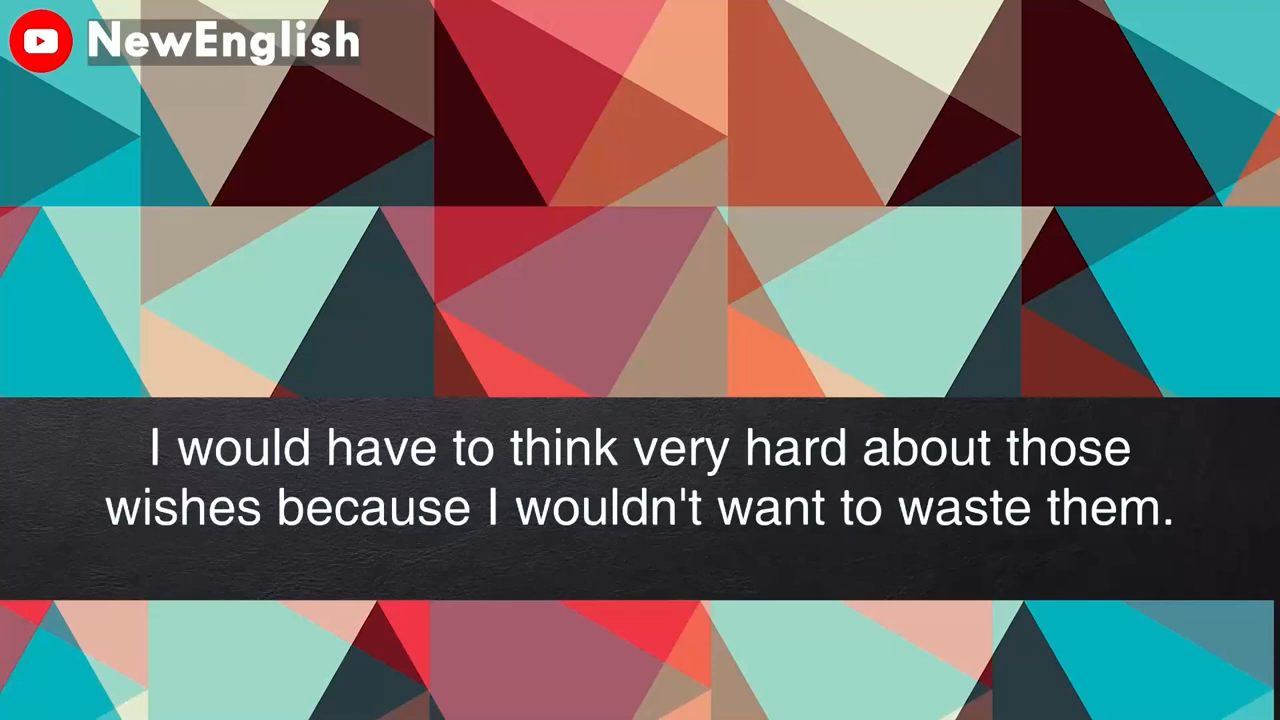 NewEnglish
I would have to think very hard about those
wishes because I wouldn't want to waste them.